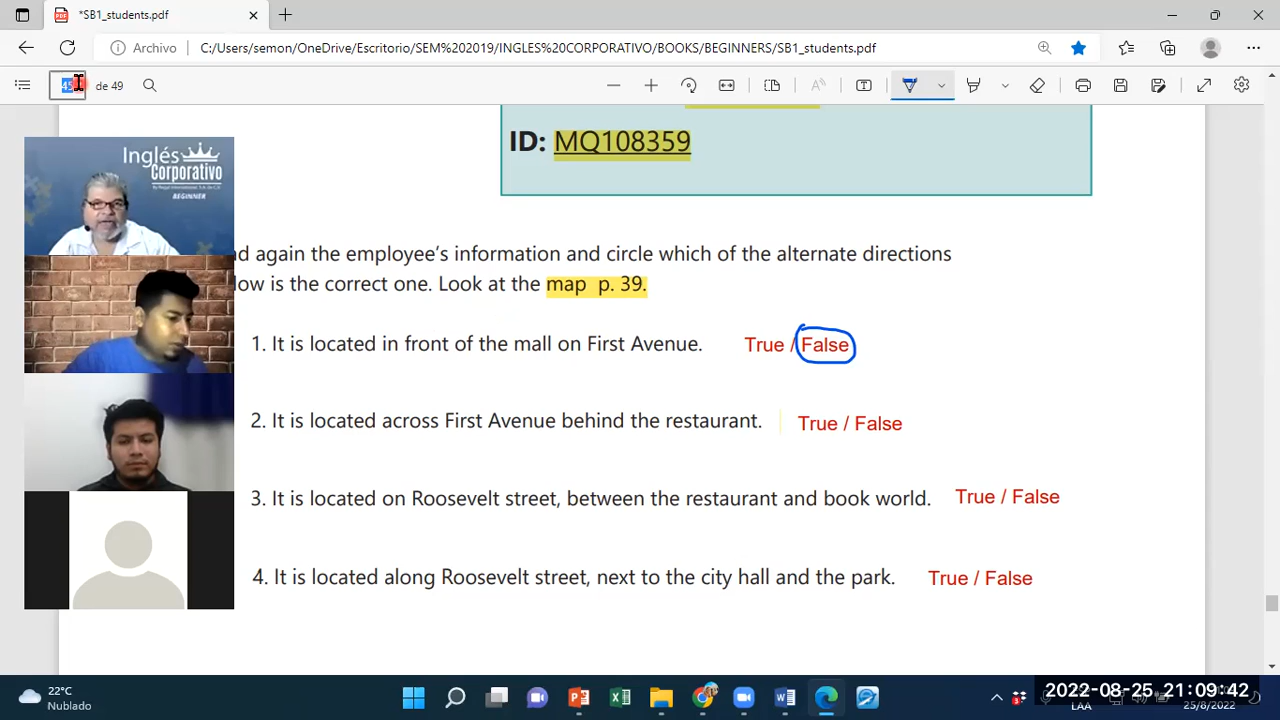 *SB1_students.pdf
Archivo
C:/Users/semon/OneDrive/Escritorio/SEM%202019/INGLES%20CORPORATIVO/BOOKS/BEGINNERS/SB1_students.pdf
45 de 49
ID: MQ108359
Inglés
Corporativo
BEGINNER
nd again the employee's information and circle which of the alternate directions
low is the correct one. Look at the map p. 39.
1. It is located in front of the mall on First Avenue. True / False
2. It is located across First Avenue behind the restaurant. True / False
3. It is located on Roosevelt street, between the restaurant and book world. True / False
4. It is located along Roosevelt street, next to the city hall and the park. True / False
22°C
Nublado
2022-08-25 21:09:42
LAA
25/8/2022